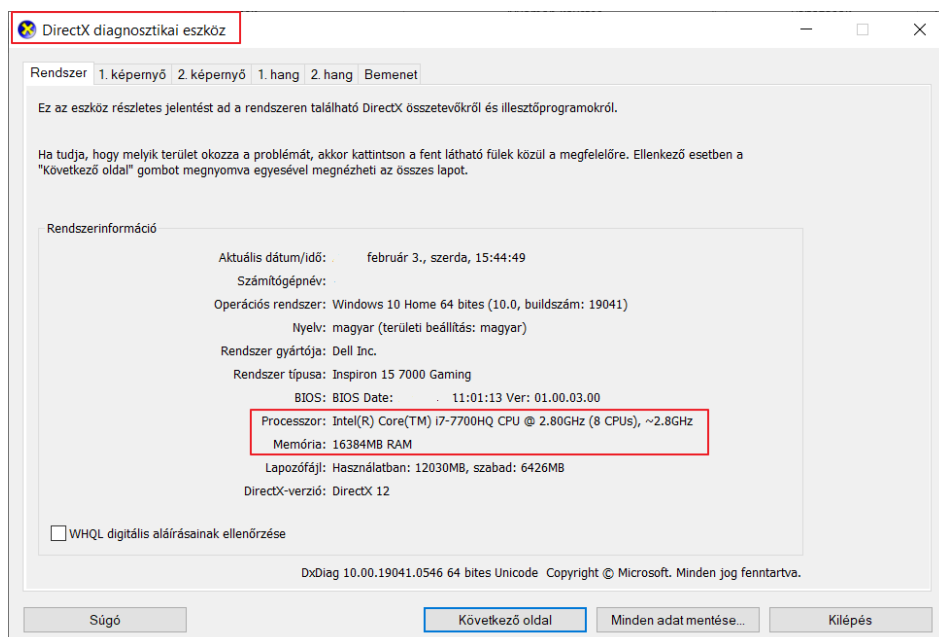 DirectX diagnosztikai eszköz
Rendszer 1. képernyő 2. képernyő 1. hang 2. hang Bemenet
Ez az eszköz részletes jelentést ad a rendszeren található DirectX összetevőkről és illesztőprogramokról.
Ha tudja, hogy melyik terület okozza a problémát, akkor kattintson a fent látható fülek közül a megfelelőre. Ellenkező esetben a
"Következő oldal" gombot megnyomva egyesével megnézheti az összes lapot.
Rendszerinformáció
Aktuális dátum/idő: február 3., szerda, 15:44:49
Számítógépnév:
Operációs rendszer: Windows 10 Home 64 bites (10.0, buildszám: 19041)
Nyelv: magyar (területi beállítás: magyar)
Rendszer gyártója: Dell Inc.
Rendszer típusa: Inspiron 15 7000 Gaming
BIOS: BIOS Date: 11:01:13 Ver: 01.00.03.00
Processzor: Intel(R) Core(TM) i7-7700HQ CPU @ 2.80GHz (8 CPUs), ~2.8GHz
Memória: 16384MB RAM
Lapozófájl: Használatban: 12030MB, szabad: 6426MB
DirectX-verzió: DirectX 12
WHQL digitális aláírásainak ellenőrzése
DxDiag 10.00.19041.0546 64 bites Unicode Copyright © Microsoft. Minden jog fenntartva.
Súgó Következő oldal Minden adat mentése... Kilépés